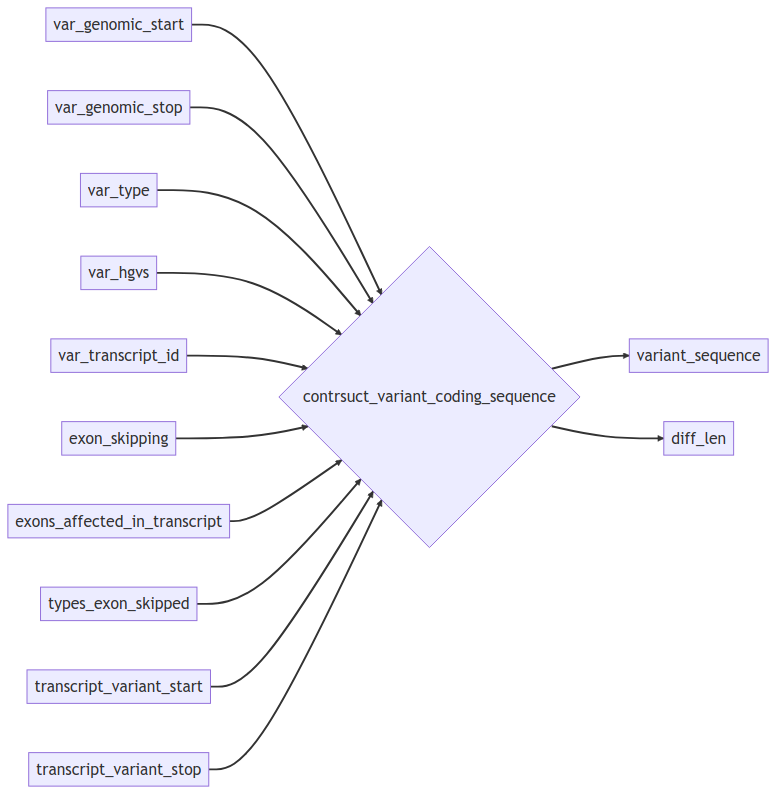 var_genomic_start
var_genomic_stop
var_type
var_hgvs
var_transcript_id
exon_skipping
exons_affected_in_transcript
types_exon_skipped
transcript_variant_start
transcript_variant_stop
contrsuct_variant_coding_sequence
variant_sequence
diff_len